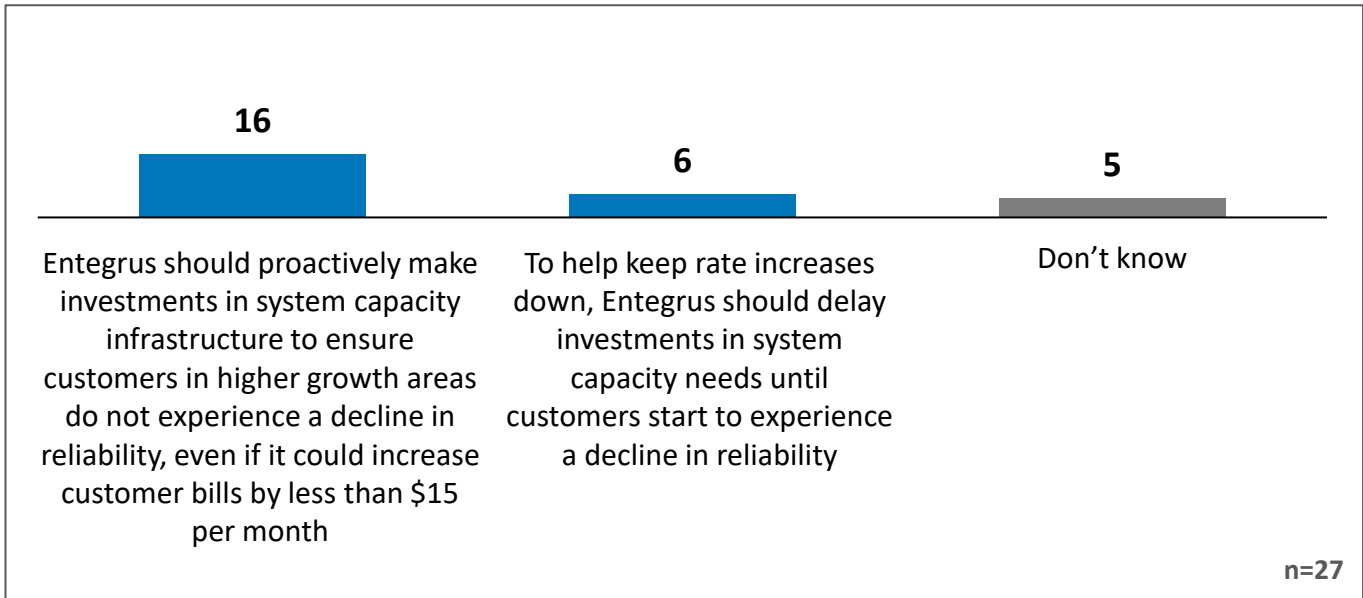 16
6
5
Entegrus should proactively make
investments in system capacity
infrastructure to ensure
customers in higher growth areas
do not experience a decline in
reliability, even if it could increase
customer bills by less than $15
per month
To help keep rate increases
down, Entegrus should delay
investments in system
capacity needs until
customers start to experience
a decline in reliability
Don’t know
n=27